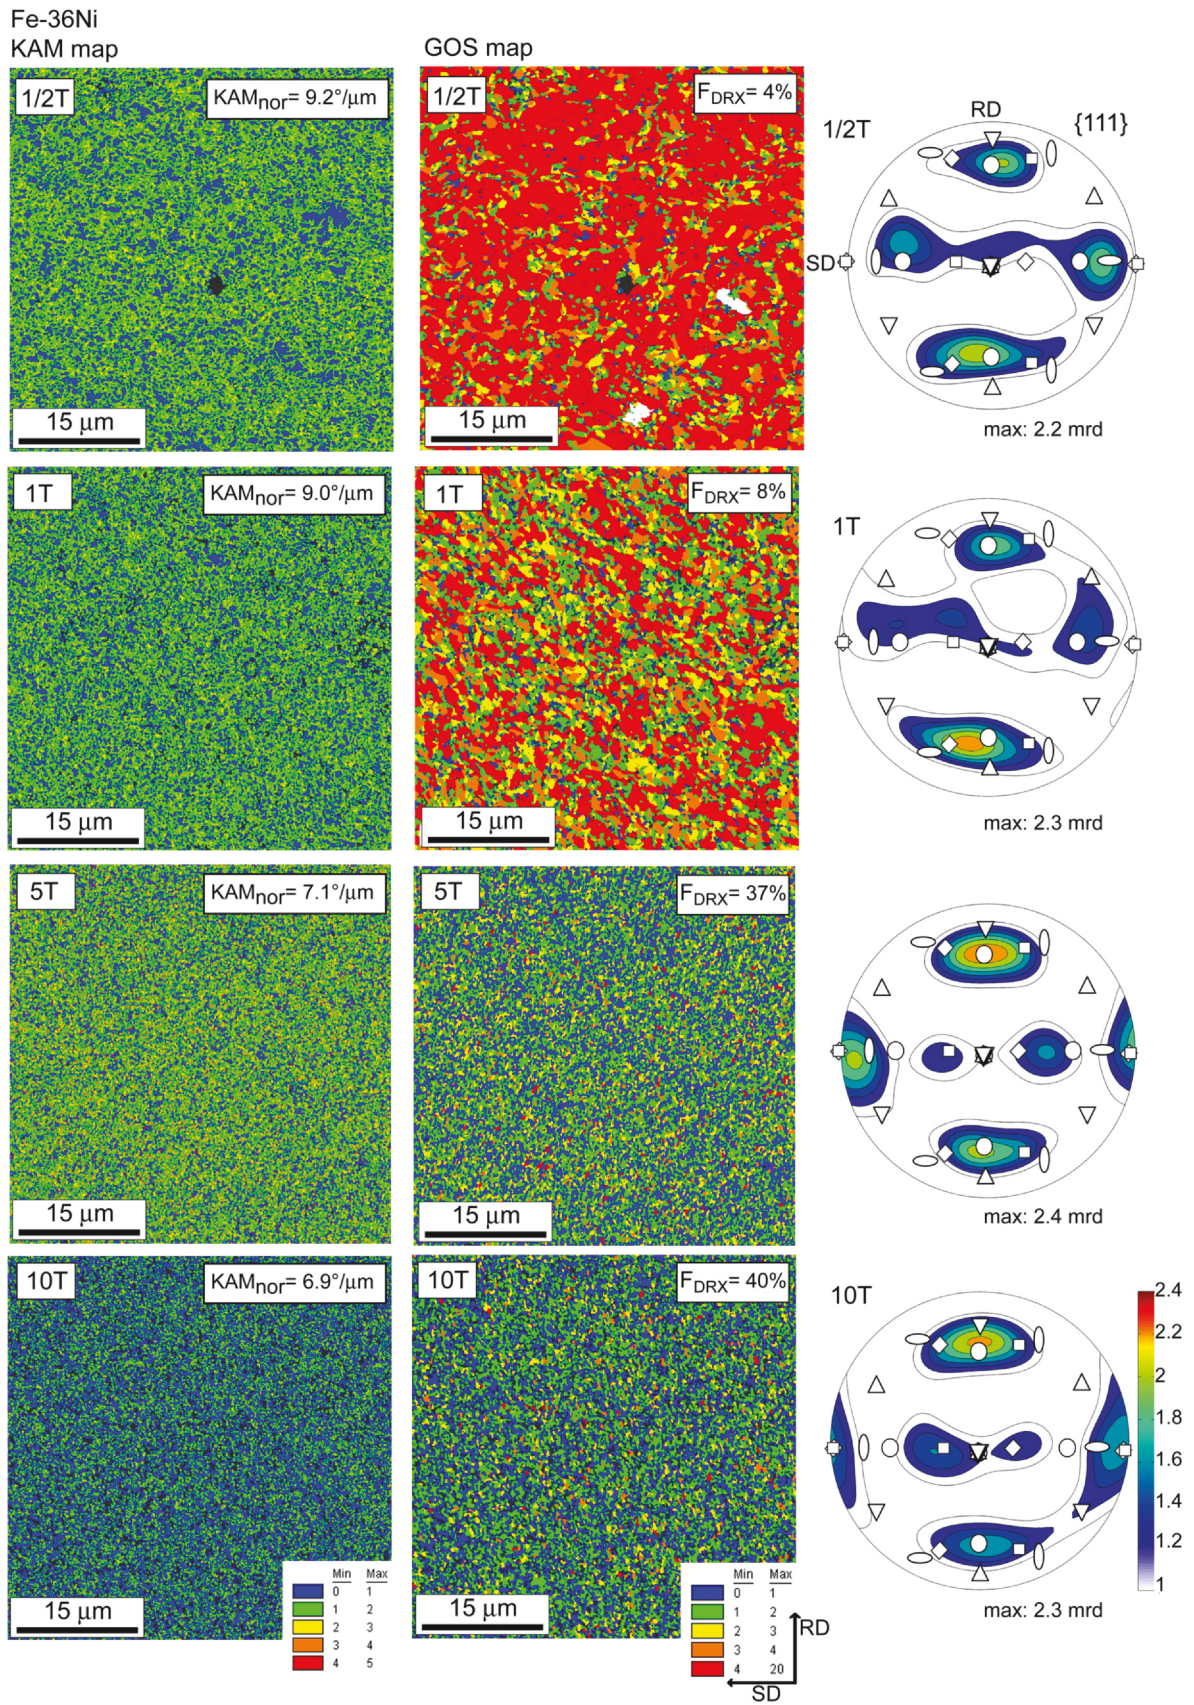 Fe-36Ni
KAM map
GOS map
1/2T
KAMnor= 9.2°/µm
15 µm
1/2T
FDRX= 4%
15 µm
1/2T
RD
{111}
SD
max: 2.2 mrd
1T
KAMnor= 9.0°/µm
15 µm
1T
FDRX= 8%
15 µm
1T
max: 2.3 mrd
5T
KAMnor= 7.1°/µm
15 µm
5T
FDRX= 37%
15 µm
max: 2.4 mrd
10T
KAMnor= 6.9°/µm
15 µm
Min Max
0 1
1 2
2 3
3 4
4 5
10T
FDRX= 40%
15 µm
Min Max
0 1
1 2
2 3
3 4
4 20
RD
SD
10T
2.4
2.2
2
1.8
1.6
1.4
1.2
1
max: 2.3 mrd